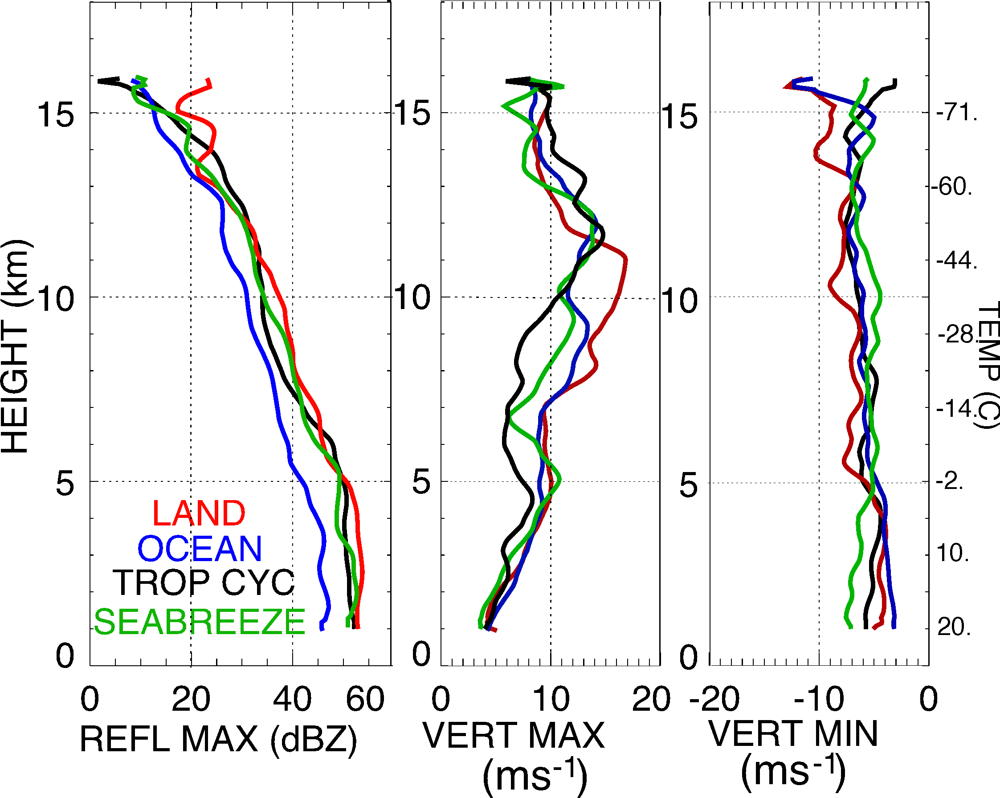 HEIGHT (km)
15
10
5
0
LAND
OCEAN
TROP CYC
SEABREEZE
0 20 40 60
REFL MAX (dBZ)
15
10
5
0
0 10 20
VERT MAX
(ms-1)
15
10
5
0
-20 -10 0
VERT MIN
(ms-1)
-71.
-60.
-44.
-28.
-14.
-2.
10.
20.
TEMP (C)